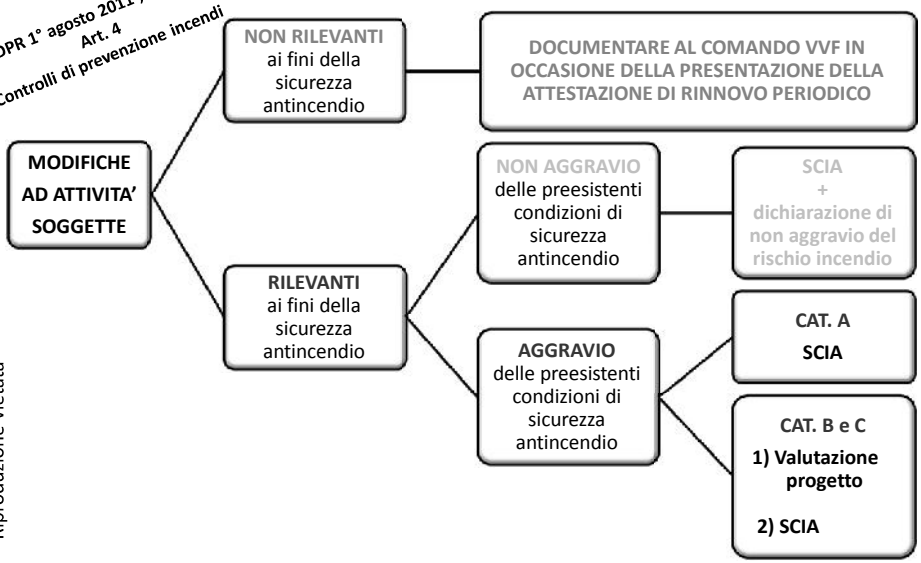 DPR 1° agosto 2011,
Art. 4
Controlli di prevenzione incendi
NON RILEVANTI
ai fini della
sicurezza
antincendio
DOCUMENTARE AL COMANDO VVF IN
OCCASIONE DELLA PRESENTAZIONE DELLA
ATTESTAZIONE DI RINNOVO PERIODICO
MODIFICHE
AD ATTIVITA’
SOGGETTE
NON AGGRAVIO
delle preesistenti
condizioni di
sicurezza
antincendio
SCIA
+
dichiarazione di
non aggravio del
rischio incendio
RILEVANTI
ai fini della
sicurezza
antincendio
AGGRAVIO
delle preesistenti
condizioni di
sicurezza
antincendio
CAT. A
SCIA
CAT. B e C
1) Valutazione
progetto
2) SCIA
Riproduzione vietata